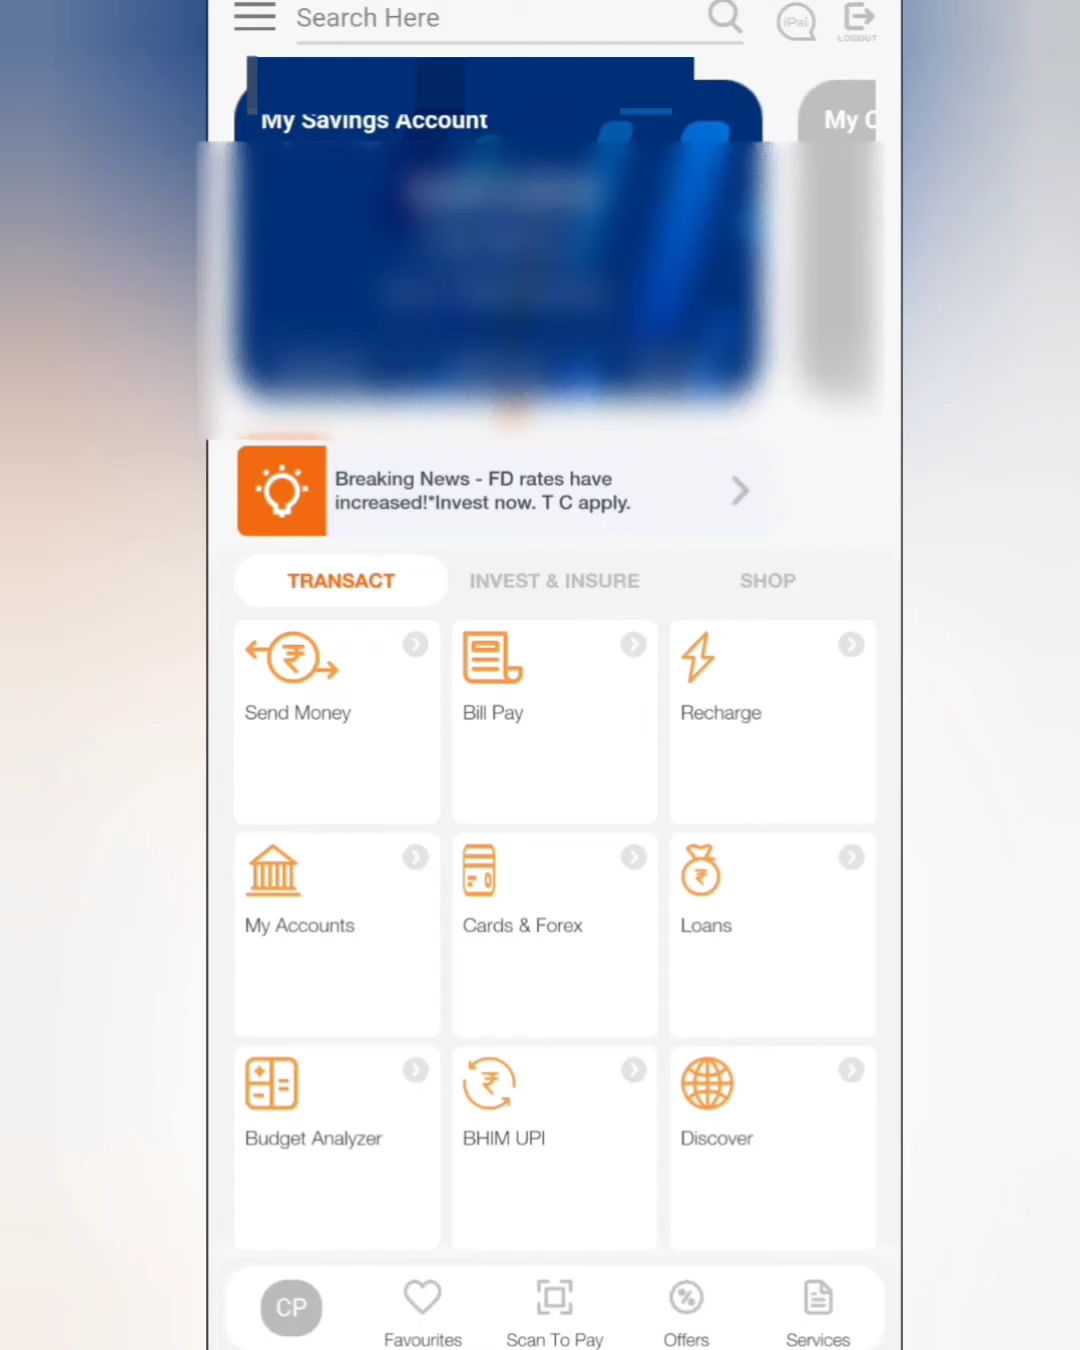 Search Here
iPal
LOGOUT
My Savings Account
My C
Breaking News - FD rates have
increased!*Invest now. T C apply.
TRANSACT
INVEST & INSURE
SHOP
Send Money
Bill Pay
Recharge
My Accounts
Cards & Forex
Loans
Budget Analyzer
BHIM UPI
Discover
CP
Favourites
Scan To Pay
Offers
Services